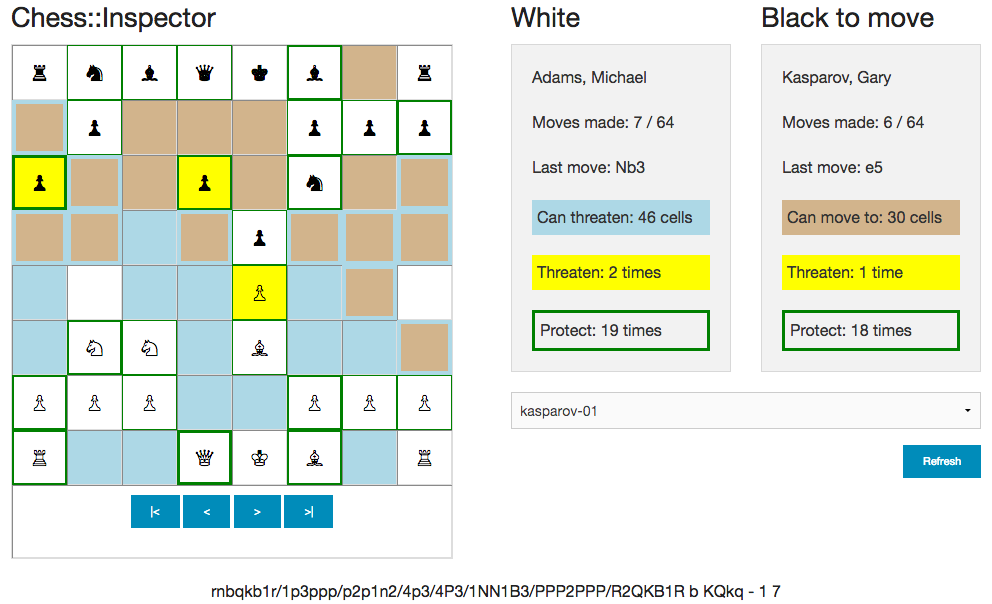 Chess::Inspector
White
Black to move
Adams, Michael
Moves made: 7 / 64
Last move: Nb3
Can threaten: 46 cells
Threaten: 2 times
Protect: 19 times
Kasparov, Gary
Moves made: 6 / 64
Last move: e5
Can move to: 30 cells
Threaten: 1 time
Protect: 18 times
kasparov-01
Refresh
|< < > >|
rnbqkb1r/1p3ppp/p2p1n2/4p3/4P3/1NN1B3/PPP2PPP/R2QKB1R b KQkq - 1 7